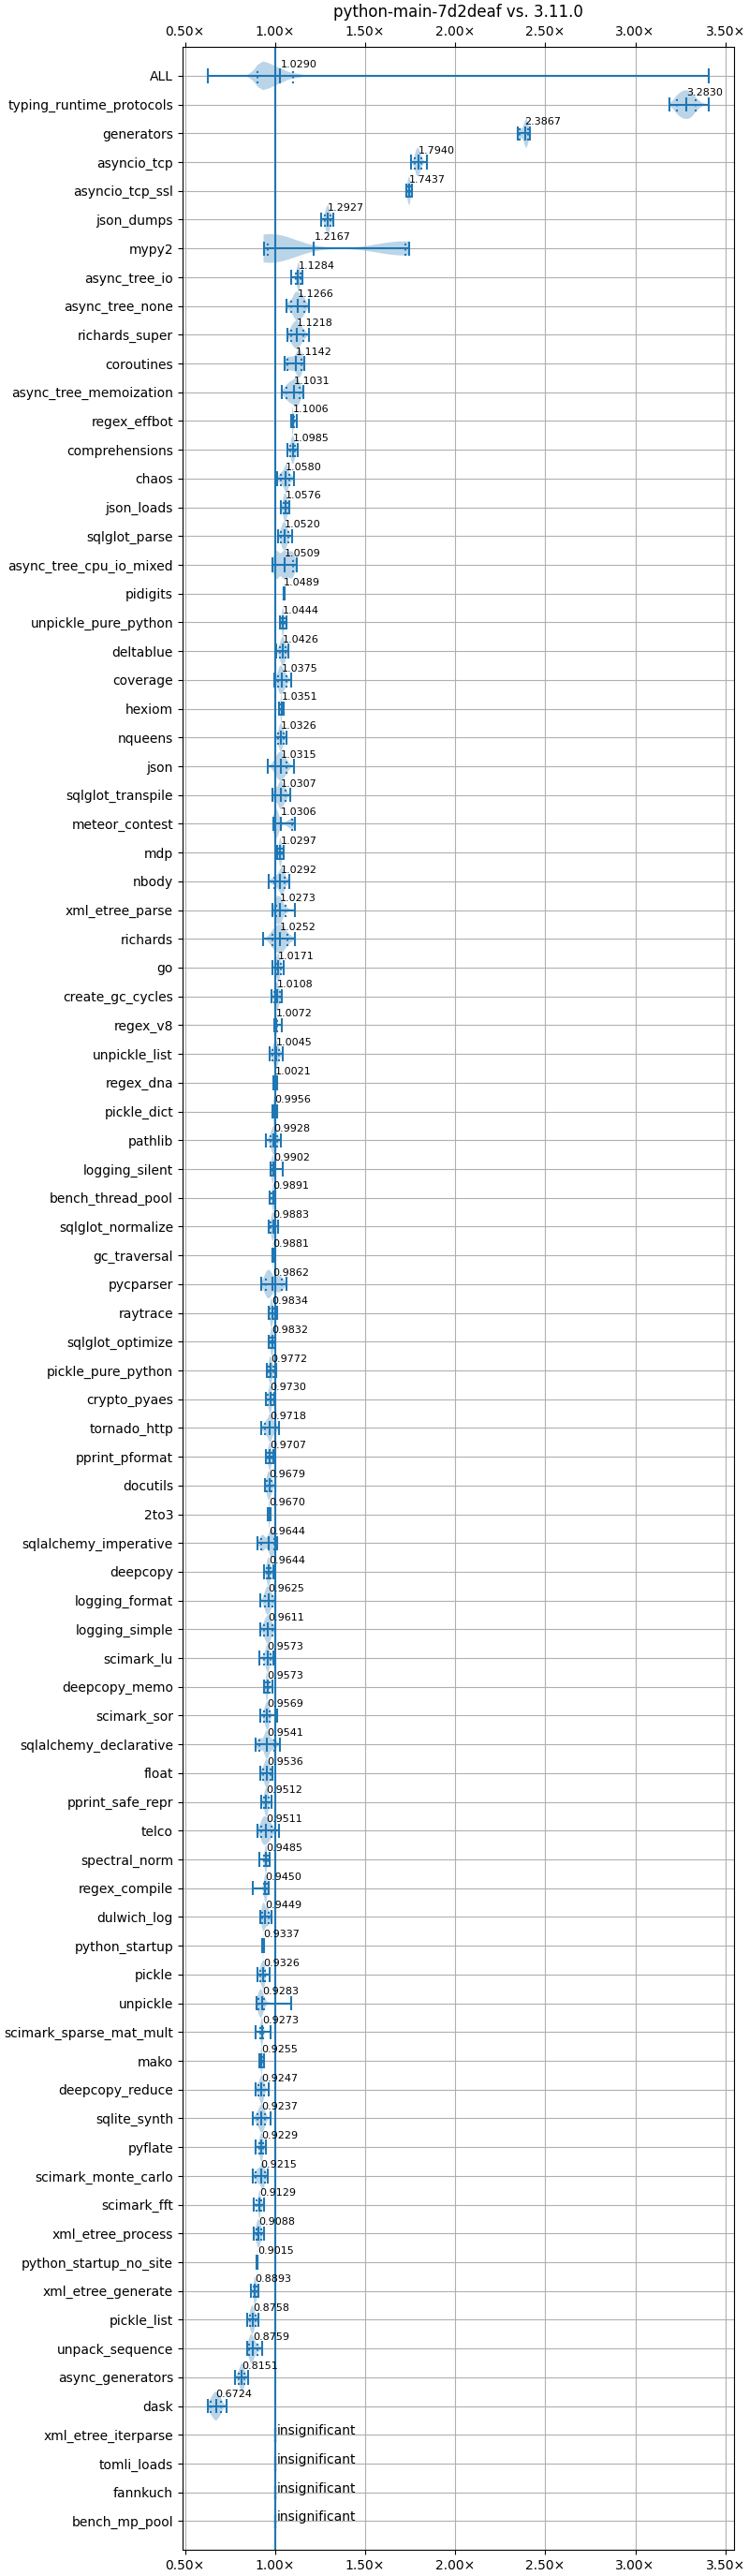 python-main-7d2deaf vs. 3.11.0
0.50× 1.00× 1.50× 2.00× 2.50× 3.00× 3.50×
ALL 1.0290
typing_runtime_protocols 3.2830
generators 2.3867
asyncio_tcp 1.7940
asyncio_tcp_ssl 1.7437
json_dumps 1.2927
mypy2 1.2167
async_tree_io 1.1284
async_tree_none 1.1266
richards_super 1.1218
coroutines 1.1142
async_tree_memoization 1.1031
regex_effbot 1.1006
comprehensions 1.0985
chaos 1.0580
json_loads 1.0576
sqlglot_parse 1.0520
async_tree_cpu_io_mixed 1.0509
pidigits 1.0489
unpickle_pure_python 1.0444
deltablue 1.0426
coverage 1.0375
hexiom 1.0351
nqueens 1.0326
json 1.0315
sqlglot_transpile 1.0307
meteor_contest 1.0306
mdp 1.0297
nbody 1.0292
xml_etree_parse 1.0273
richards 1.0252
go 1.0171
create_gc_cycles 1.0108
regex_v8 1.0072
unpickle_list 1.0045
regex_dna 1.0021
pickle_dict 0.9956
pathlib 0.9928
logging_silent 0.9902
bench_thread_pool 0.9891
sqlglot_normalize 0.9883
gc_traversal 0.9881
pycparser 0.9862
raytrace 0.9834
sqlglot_optimize 0.9832
pickle_pure_python 0.9772
crypto_pyaes 0.9730
tornado_http 0.9718
pprint_pformat 0.9707
docutils 0.9679
2to3 0.9670
sqlalchemy_imperative 0.9644
deepcopy 0.9644
logging_format 0.9625
logging_simple 0.9611
scimark_lu 0.9573
deepcopy_memo 0.9573
scimark_sor 0.9569
sqlalchemy_declarative 0.9541
float 0.9536
pprint_safe_repr 0.9512
telco 0.9511
spectral_norm 0.9485
regex_compile 0.9450
dulwich_log 0.9449
python_startup 0.9337
pickle 0.9326
unpickle 0.9283
scimark_sparse_mat_mult 0.9273
mako 0.9255
deepcopy_reduce 0.9247
sqlite_synth 0.9237
pyflate 0.9229
scimark_monte_carlo 0.9215
scimark_fft 0.9129
xml_etree_process 0.9088
python_startup_no_site 0.9015
xml_etree_generate 0.8893
pickle_list 0.8758
unpack_sequence 0.8759
async_generators 0.8151
dask 0.6724
xml_etree_iterparse insignificant
tomli_loads insignificant
fannkuch insignificant
bench_mp_pool insignificant
0.50× 1.00× 1.50× 2.00× 2.50× 3.00× 3.50×